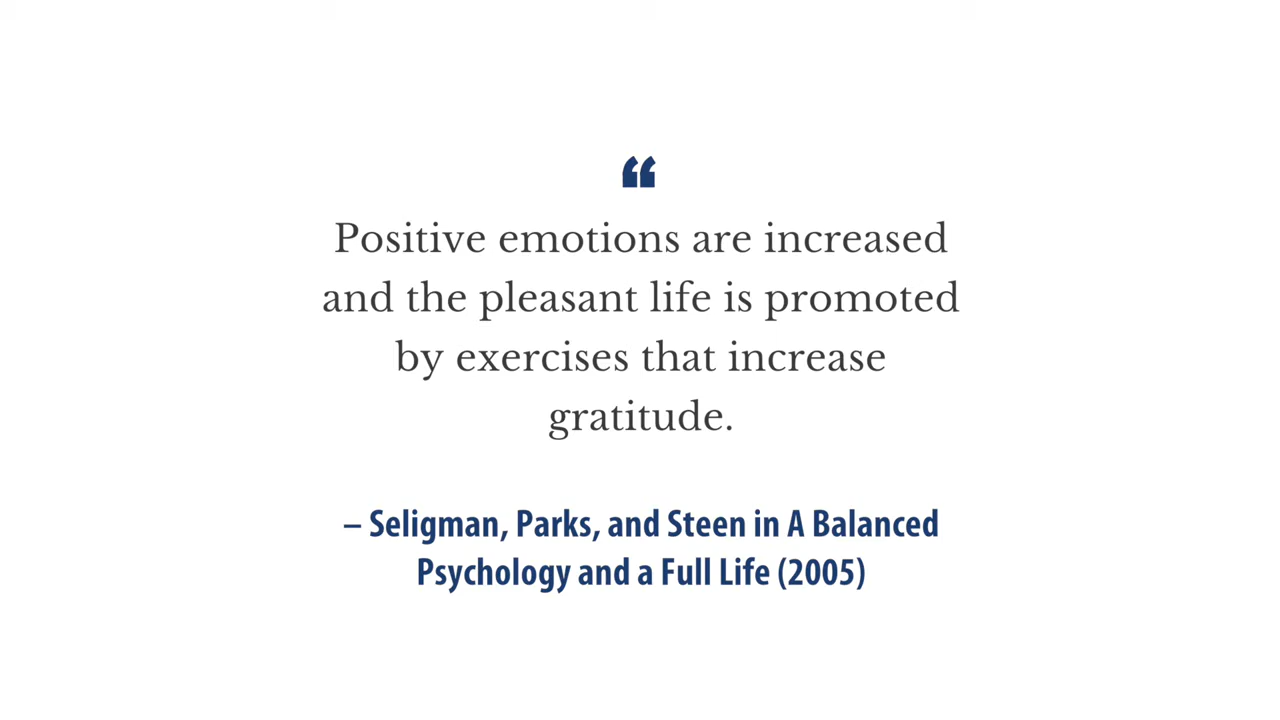 “
Positive emotions are increased
and the pleasant life is promoted
by exercises that increase
gratitude.
– Seligman, Parks, and Steen in A Balanced
Psychology and a Full Life (2005)